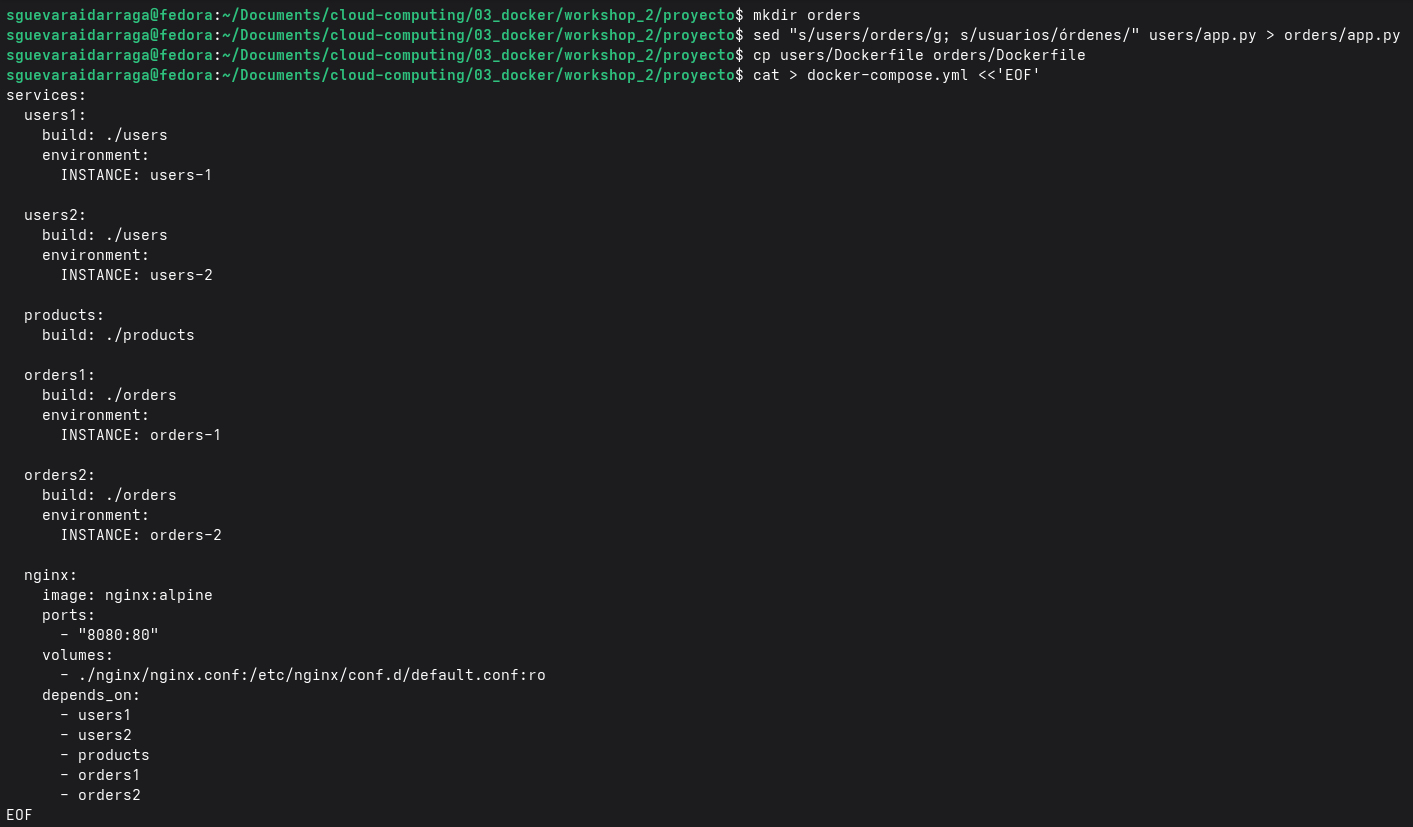 sguevaraidarraga@fedora:~/Documents/cloud-computing/03_docker/workshop_2/proyecto$ mkdir orders
sguevaraidarraga@fedora:~/Documents/cloud-computing/03_docker/workshop_2/proyecto$ sed "s/users/orders/g; s/usuarios/órdenes/" users/app.py > orders/app.py
sguevaraidarraga@fedora:~/Documents/cloud-computing/03_docker/workshop_2/proyecto$ cp users/Dockerfile orders/Dockerfile
sguevaraidarraga@fedora:~/Documents/cloud-computing/03_docker/workshop_2/proyecto$ cat > docker-compose.yml <<'EOF'
services:
  users1:
    build: ./users
    environment:
      INSTANCE: users-1

  users2:
    build: ./users
    environment:
      INSTANCE: users-2

  products:
    build: ./products

  orders1:
    build: ./orders
    environment:
      INSTANCE: orders-1

  orders2:
    build: ./orders
    environment:
      INSTANCE: orders-2

  nginx:
    image: nginx:alpine
    ports:
      - "8080:80"
    volumes:
      - ./nginx/nginx.conf:/etc/nginx/conf.d/default.conf:ro
    depends_on:
      - users1
      - users2
      - products
      - orders1
      - orders2
EOF